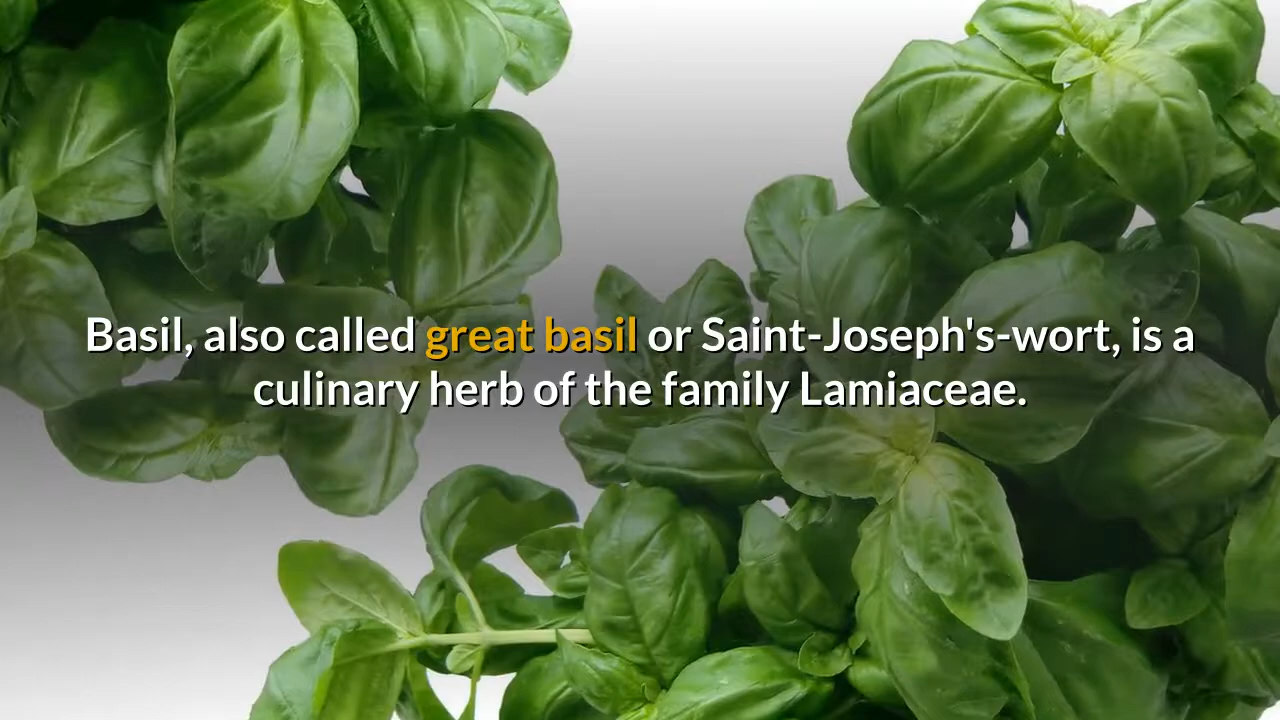 Basil, also called great basil or Saint-Joseph's-wort, is a
culinary herb of the family Lamiaceae.